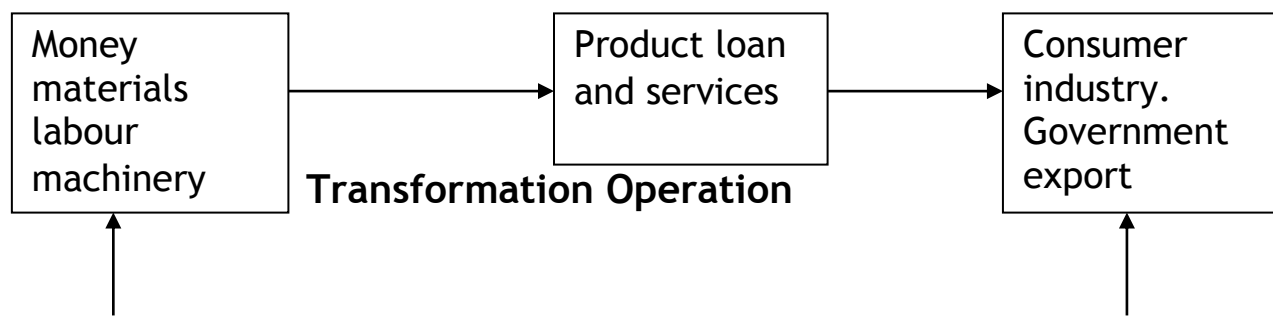 Money
materials
labour
machinery
Product loan
and services
Consumer
industry.
Government
export
Transformation Operation